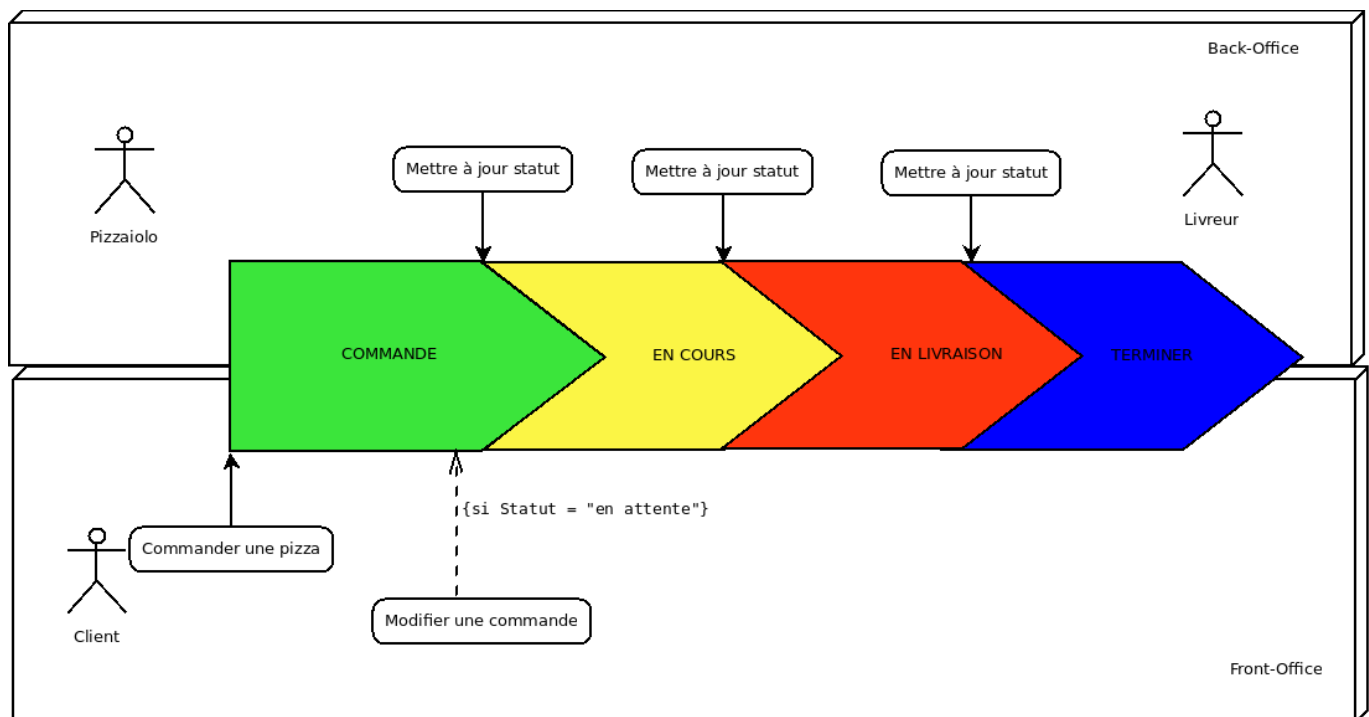 Back-Office
Mettre à jour statut
Mettre à jour statut
Mettre à jour statut
Pizzaiolo
Livreur
COMMANDE
EN COURS
EN LIVRAISON
TERMINER
{si Statut = "en attente"}
Commander une pizza
Modifier une commande
Client
Front-Office